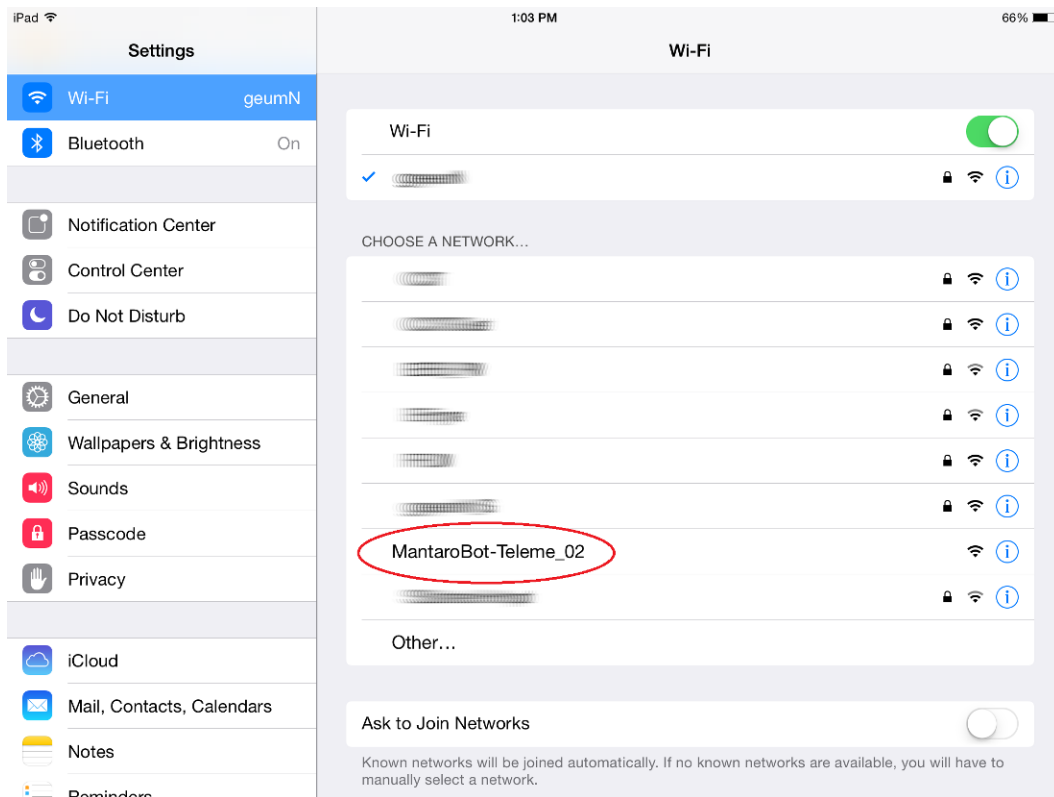 iPad 1:03 PM 66%
Settings
Wi-Fi geumN
Bluetooth On
Notification Center
Control Center
Do Not Disturb
General
Wallpapers & Brightness
Sounds
Passcode
Privacy
iCloud
Mail, Contacts, Calendars
Notes
Reminders
Wi-Fi
Wi-Fi
CHOOSE A NETWORK...
MantaroBot-Teleme_02
Other...
Ask to Join Networks
Known networks will be joined automatically. If no known networks are available, you will have to
manually select a network.